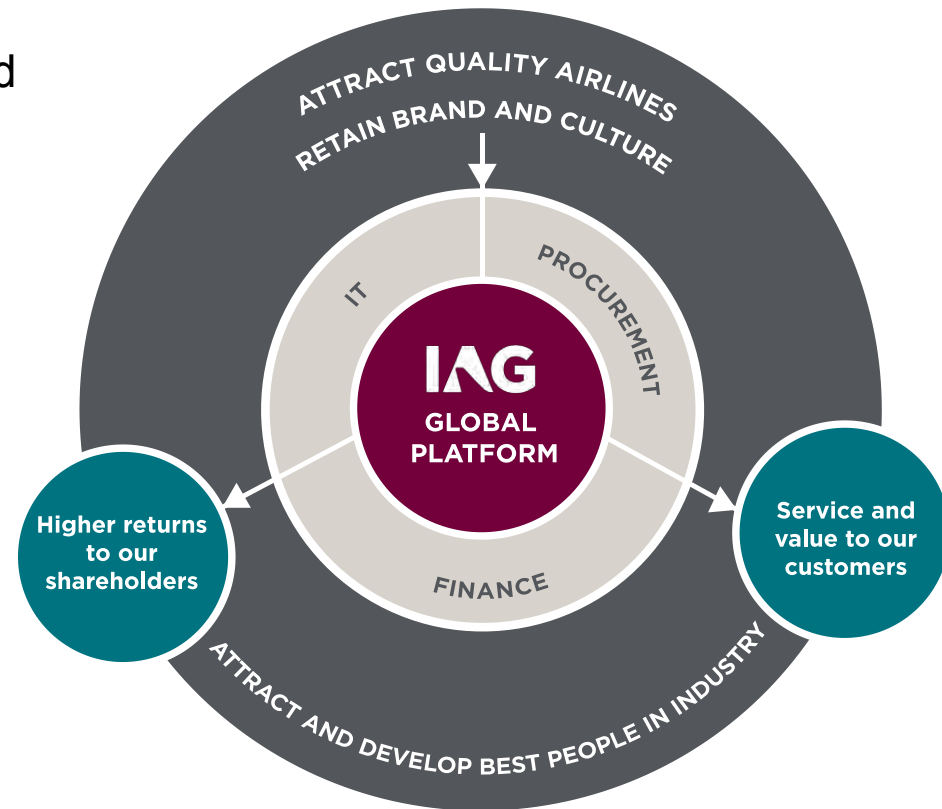 d
ATTRACT QUALITY AIRLINES
RETAIN BRAND AND CULTURE
IT
PROCUREMENT
IAG
GLOBAL
PLATFORM
Higher returns
to our
shareholders
Service and
value to our
customers
FINANCE
ATTRACT AND DEVELOP BEST PEOPLE IN INDUSTRY